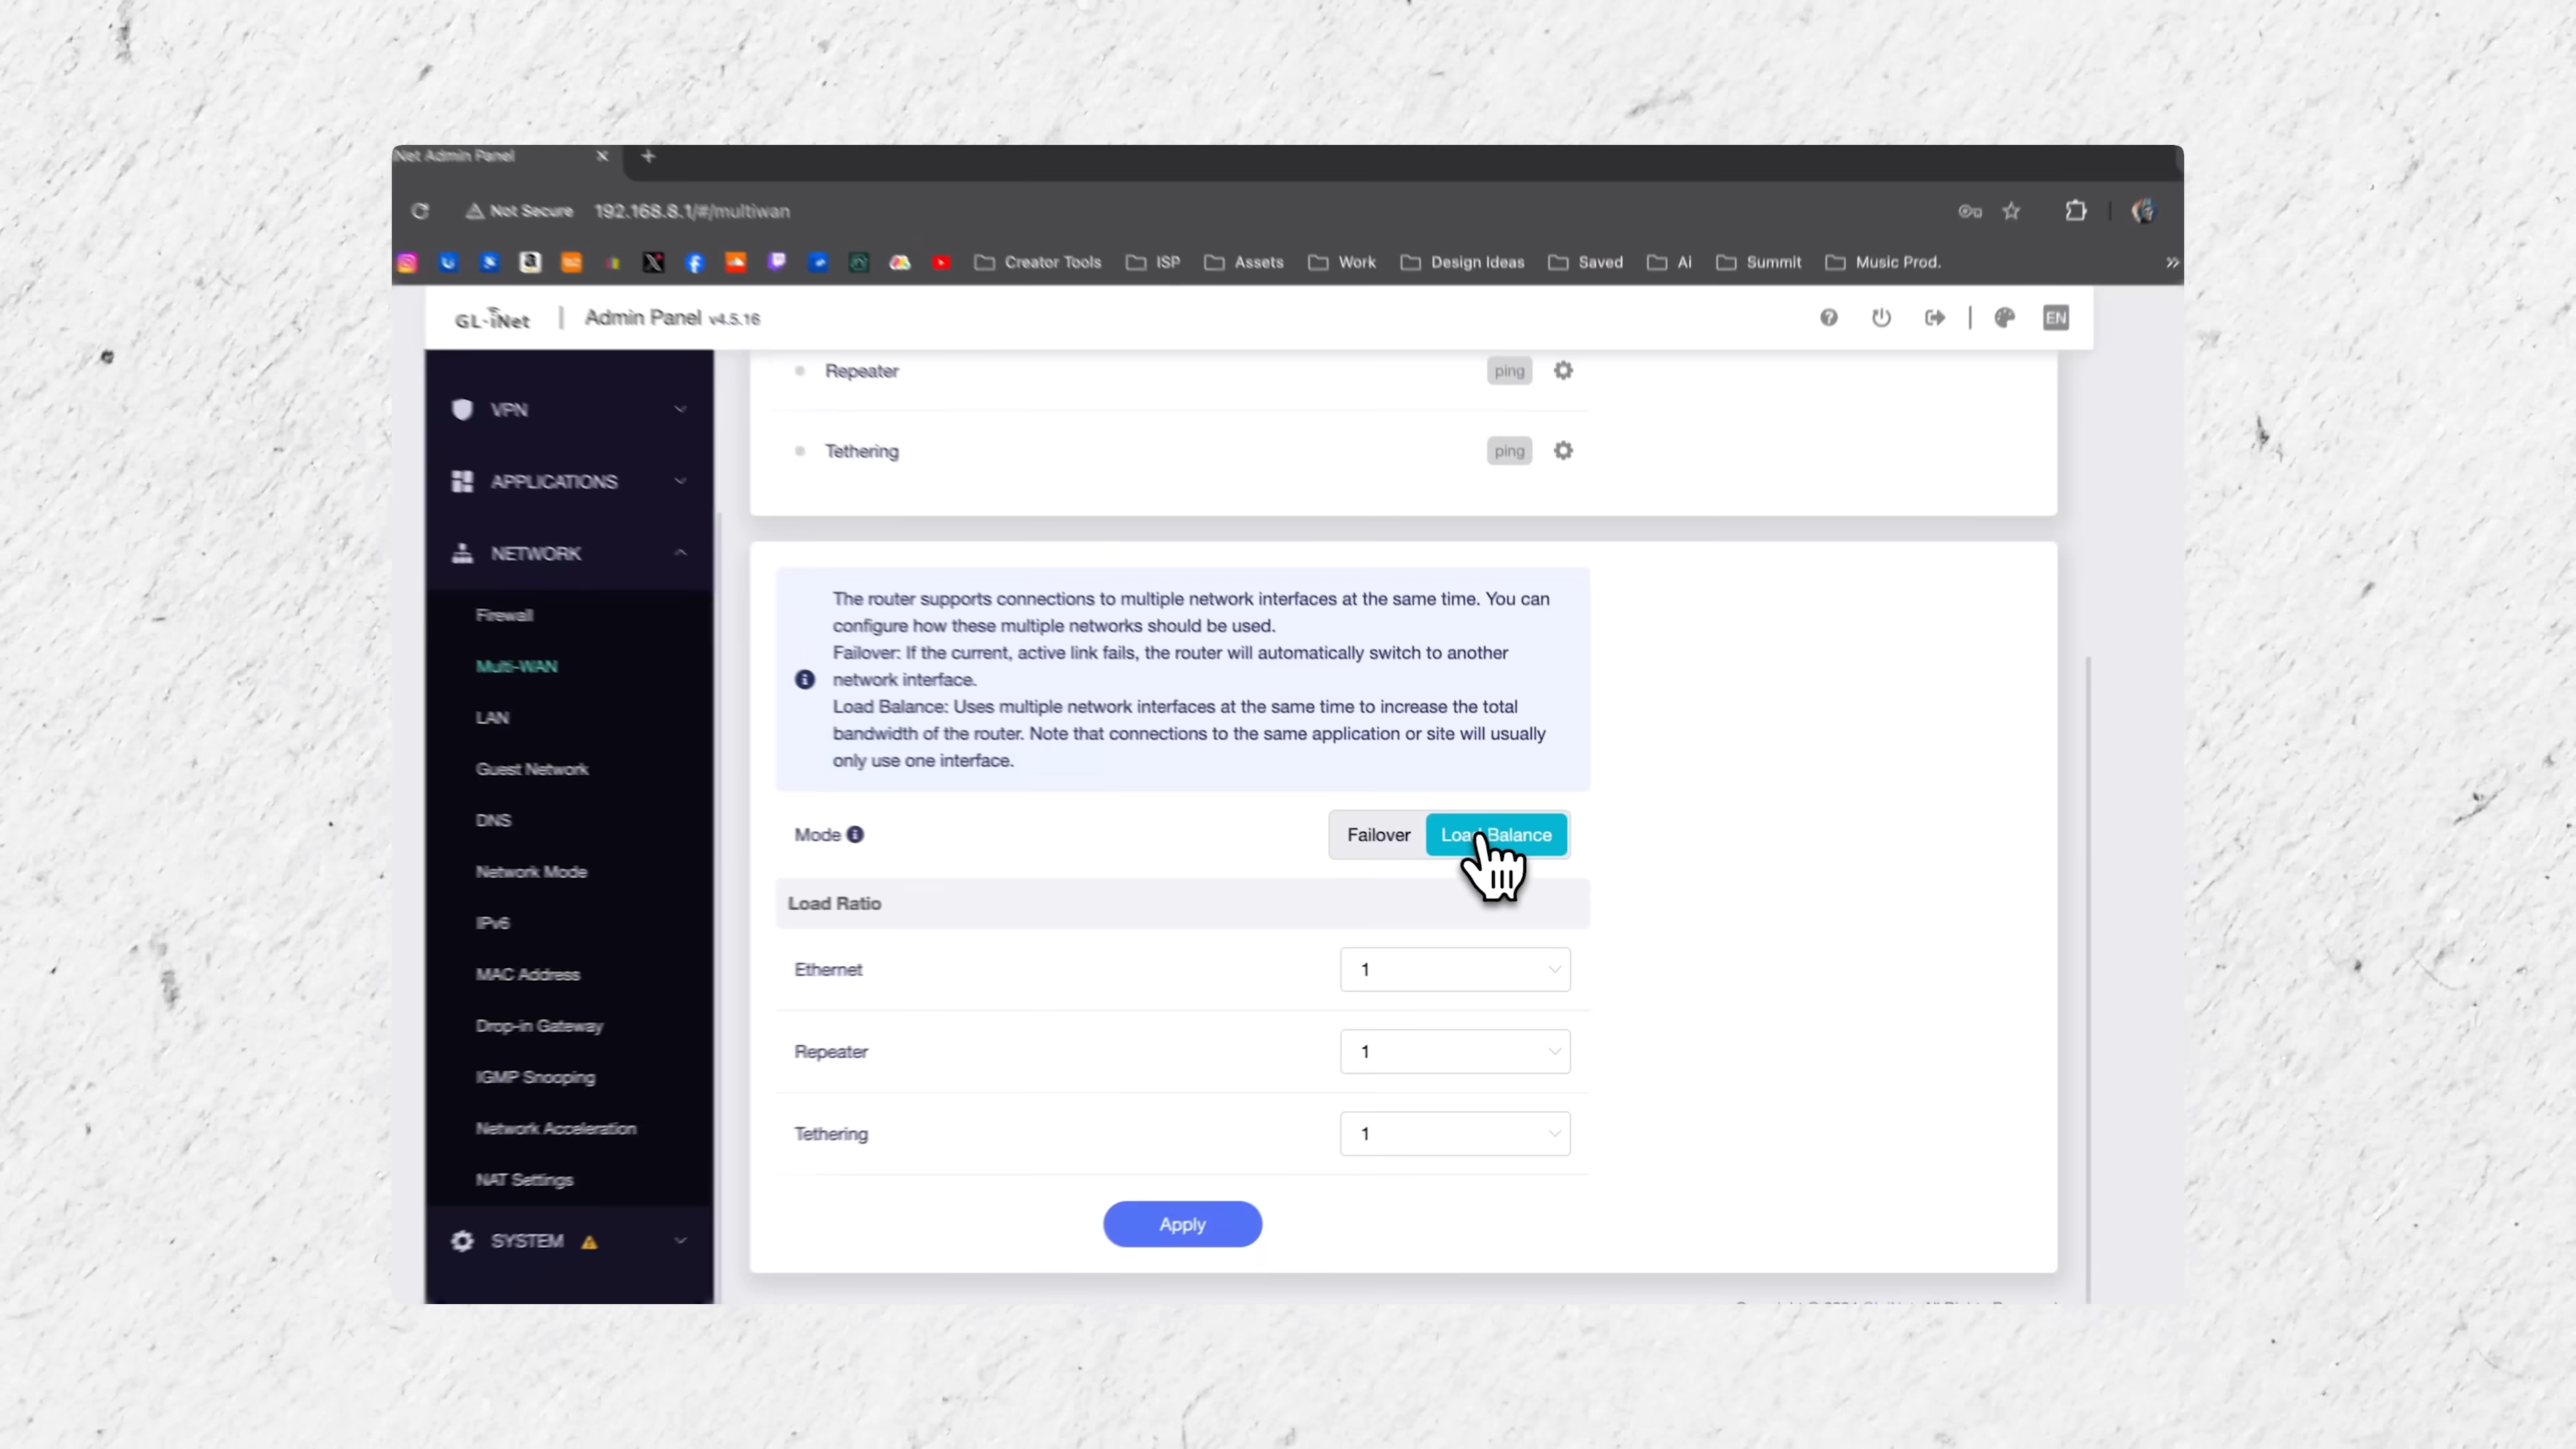 Net Admin Panel
Not Secure 192.168.8.1/#/multiwan
Creator Tools ISP Assets Work Design Ideas Saved AI Summit Music Prod.
GL·iNet | Admin Panel v4.5.16
EN
VPN
APPLICATIONS
NETWORK
Firewall
Multi-WAN
LAN
Guest Network
DNS
Network Mode
IPv6
MAC Address
Drop-in Gateway
IGMP Snooping
Network Acceleration
NAT Settings
SYSTEM
Repeater ping
Tethering ping
The router supports connections to multiple network interfaces at the same time. You can
configure how these multiple networks should be used.
Failover: If the current, active link fails, the router will automatically switch to another
network interface.
Load Balance: Uses multiple network interfaces at the same time to increase the total
bandwidth of the router. Note that connections to the same application or site will usually
only use one interface.
Mode Failover Load Balance
Load Ratio
Ethernet 1
Repeater 1
Tethering 1
Apply